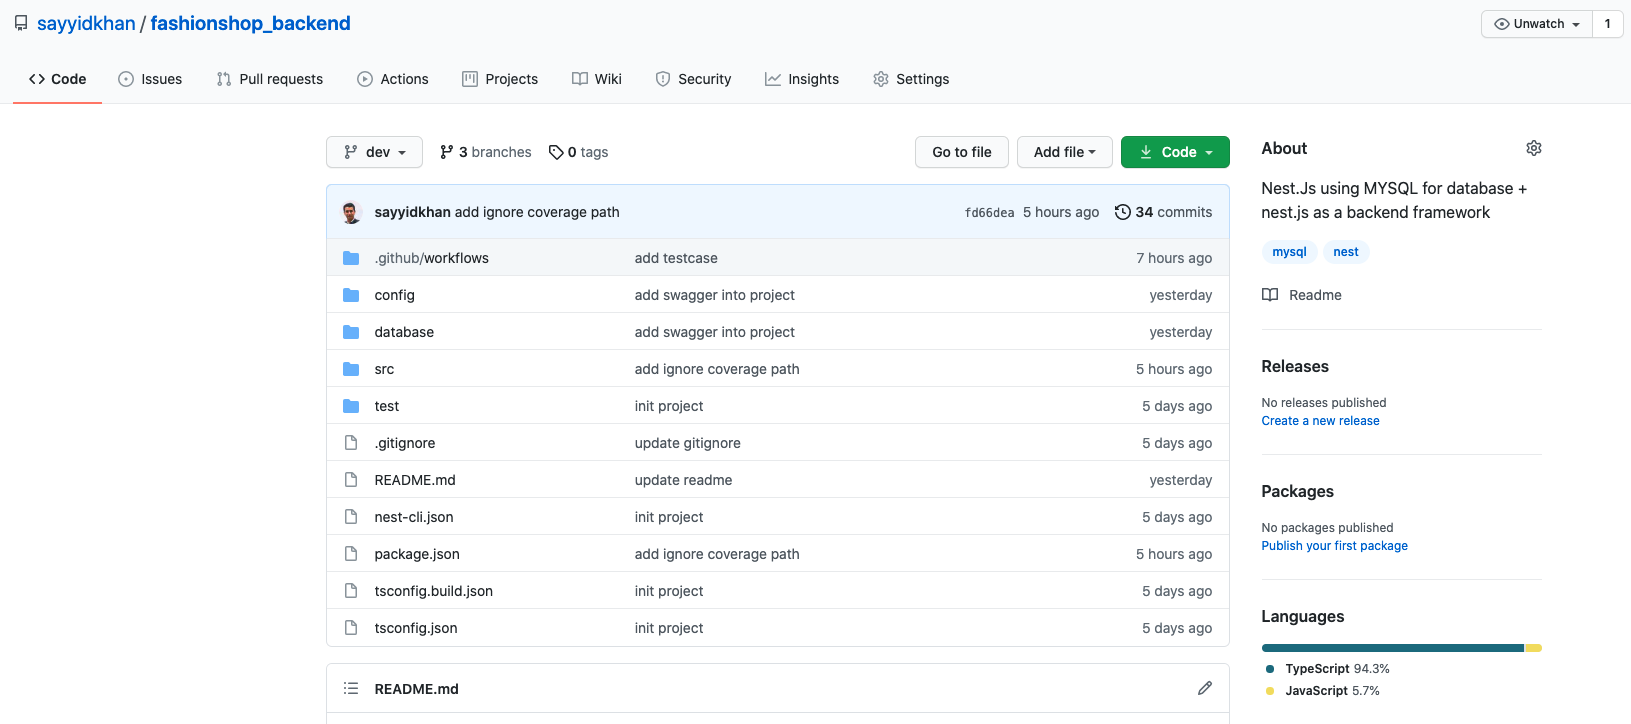 sayyidkhan / fashionshop_backend
Unwatch 1
Code Issues Pull requests Actions Projects Wiki Security Insights Settings
dev 3 branches 0 tags Go to file Add file Code
sayyidkhan add ignore coverage path fd66dea 5 hours ago 34 commits
.github/workflows add testcase 7 hours ago
config add swagger into project yesterday
database add swagger into project yesterday
src add ignore coverage path 5 hours ago
test init project 5 days ago
.gitignore update gitignore 5 days ago
README.md update readme yesterday
nest-cli.json init project 5 days ago
package.json add ignore coverage path 5 hours ago
tsconfig.build.json init project 5 days ago
tsconfig.json init project 5 days ago
README.md
About
Nest.Js using MYSQL for database +
nest.js as a backend framework
mysql nest
Readme
Releases
No releases published
Create a new release
Packages
No packages published
Publish your first package
Languages
TypeScript 94.3%
JavaScript 5.7%